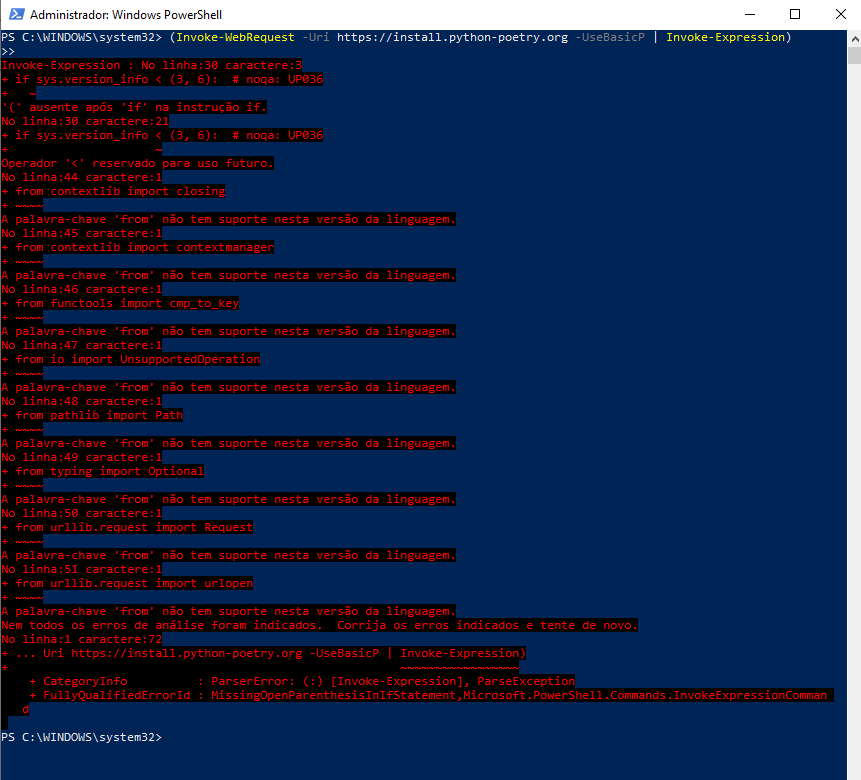 Administrador: Windows PowerShell
PS C:\WINDOWS\system32> (Invoke-WebRequest -Uri https://install.python-poetry.org -UseBasicP | Invoke-Expression)
>>
Invoke-Expression : No linha:30 caractere:3
+ if sys.version_info < (3, 6):  # noqa: UP036
+   ~
'(' ausente após 'if' na instrução if.
No linha:30 caractere:21
+ if sys.version_info < (3, 6):  # noqa: UP036
+                     ~
Operador '<' reservado para uso futuro.
No linha:44 caractere:1
+ from contextlib import closing
+ ~~~~
A palavra-chave 'from' não tem suporte nesta versão da linguagem.
No linha:45 caractere:1
+ from contextlib import contextmanager
+ ~~~~
A palavra-chave 'from' não tem suporte nesta versão da linguagem.
No linha:46 caractere:1
+ from functools import cmp_to_key
+ ~~~~
A palavra-chave 'from' não tem suporte nesta versão da linguagem.
No linha:47 caractere:1
+ from io import UnsupportedOperation
+ ~~~~
A palavra-chave 'from' não tem suporte nesta versão da linguagem.
No linha:48 caractere:1
+ from pathlib import Path
+ ~~~~
A palavra-chave 'from' não tem suporte nesta versão da linguagem.
No linha:49 caractere:1
+ from typing import Optional
+ ~~~~
A palavra-chave 'from' não tem suporte nesta versão da linguagem.
No linha:50 caractere:1
+ from urllib.request import Request
+ ~~~~
A palavra-chave 'from' não tem suporte nesta versão da linguagem.
No linha:51 caractere:1
+ from urllib.request import urlopen
+ ~~~~
A palavra-chave 'from' não tem suporte nesta versão da linguagem.
Nem todos os erros de análise foram indicados.  Corrija os erros indicados e tente de novo.
No linha:1 caractere:72
+ ... Uri https://install.python-poetry.org -UseBasicP | Invoke-Expression)
+                                                        ~~~~~~~~~~~~~~~~~
    + CategoryInfo          : ParserError: (:) [Invoke-Expression], ParseException
    + FullyQualifiedErrorId : MissingOpenParenthesisInIfStatement,Microsoft.PowerShell.Commands.InvokeExpressionComman
   d
PS C:\WINDOWS\system32>